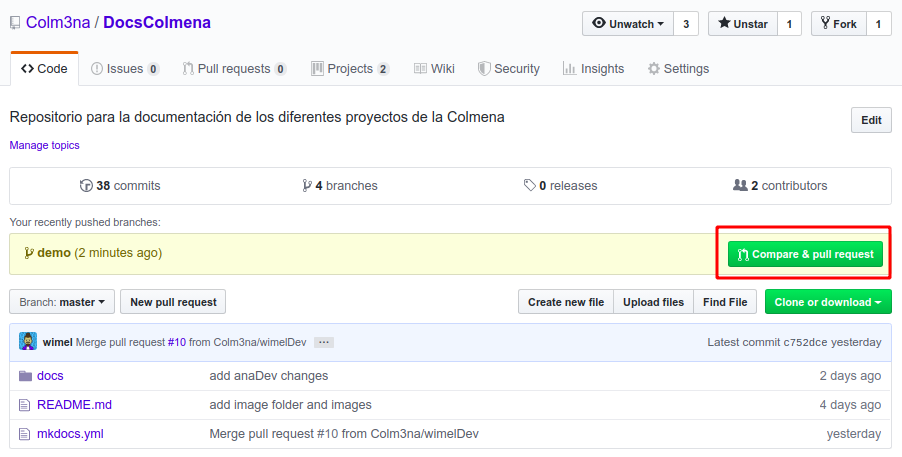 Colm3na / DocsColmena Unwatch 3 Unstar 1 Fork 1
Code Issues 0 Pull requests 0 Projects 2 Wiki Security Insights Settings
Repositorio para la documentación de los diferentes proyectos de la Colmena Edit
Manage topics
38 commits 4 branches 0 releases 2 contributors
Your recently pushed branches:
demo (2 minutes ago) Compare & pull request
Branch: master New pull request Create new file Upload files Find File Clone or download
wimel Merge pull request #10 from Colm3na/wimelDev ... Latest commit c752dce yesterday
docs add anaDev changes 2 days ago
README.md add image folder and images 4 days ago
mkdocs.yml Merge pull request #10 from Colm3na/wimelDev yesterday